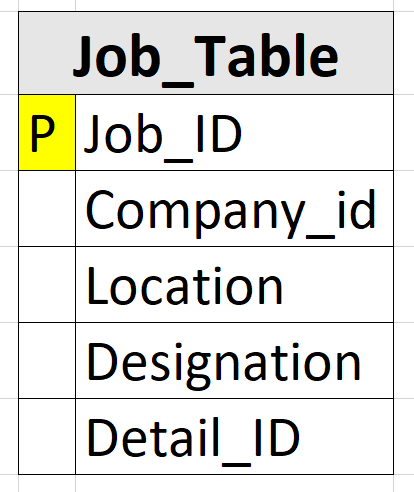 Job_Table
P Job_ID
Company_id
Location
Designation
Detail_ID